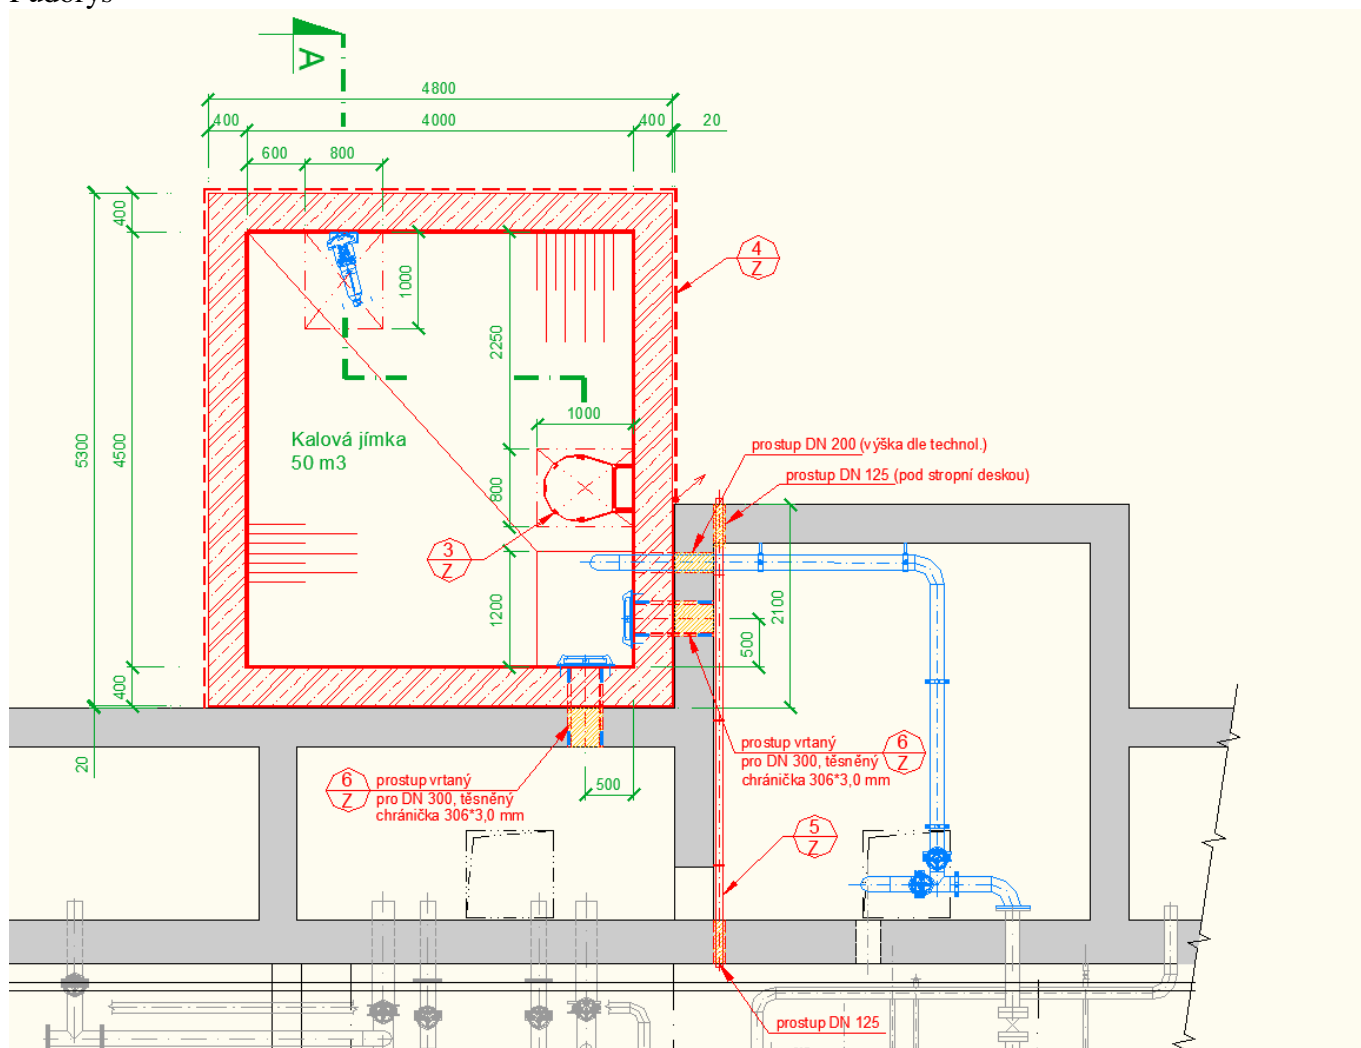 A
4800
400
4000
400
20
600
800
400
4
Z
1000
2250
1000
5300
4500
Kalová jímka
50 m3
prostup DN 200 (výška dle technol.)
prostup DN 125 (pod stropní deskou)
800
3
Z
1200
2100
500
400
20
prostup vrtaný
pro DN 300, těsněný
chránička 306*3,0 mm
6
Z
6
Z
prostup vrtaný
pro DN 300, těsněný
chránička 306*3,0 mm
500
5
Z
prostup DN 125